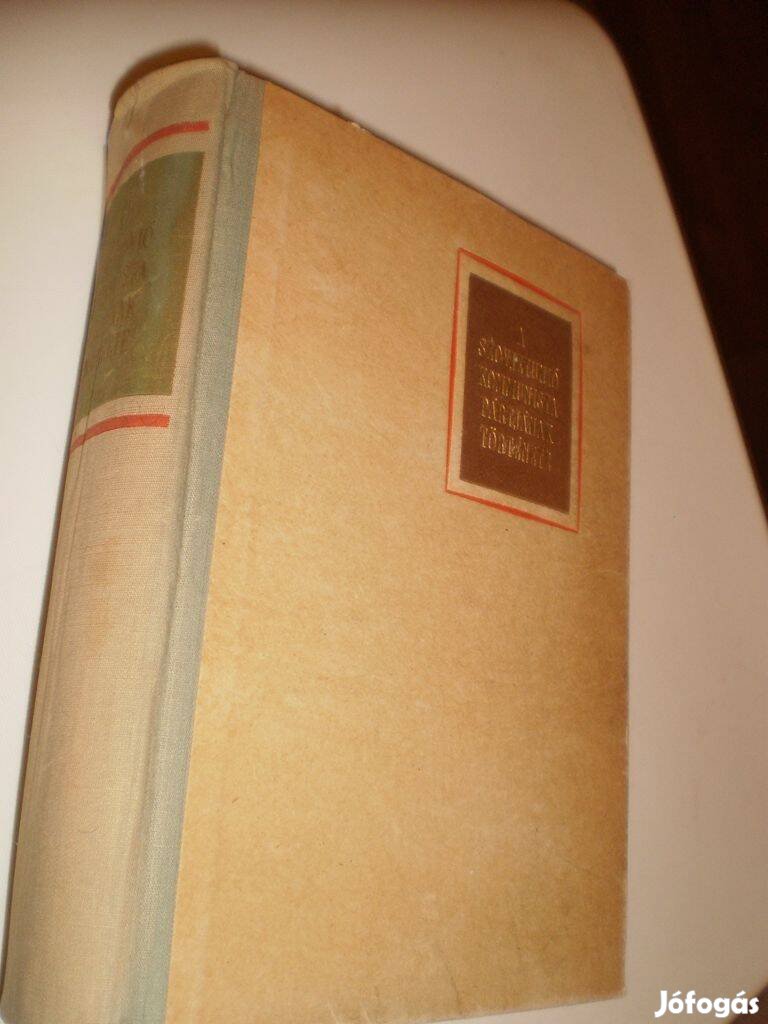 A
SZOVJETUNIÓ
KOMMUNISTA
PÁRTJÁNAK
TÖRTÉNETE
Jófogás